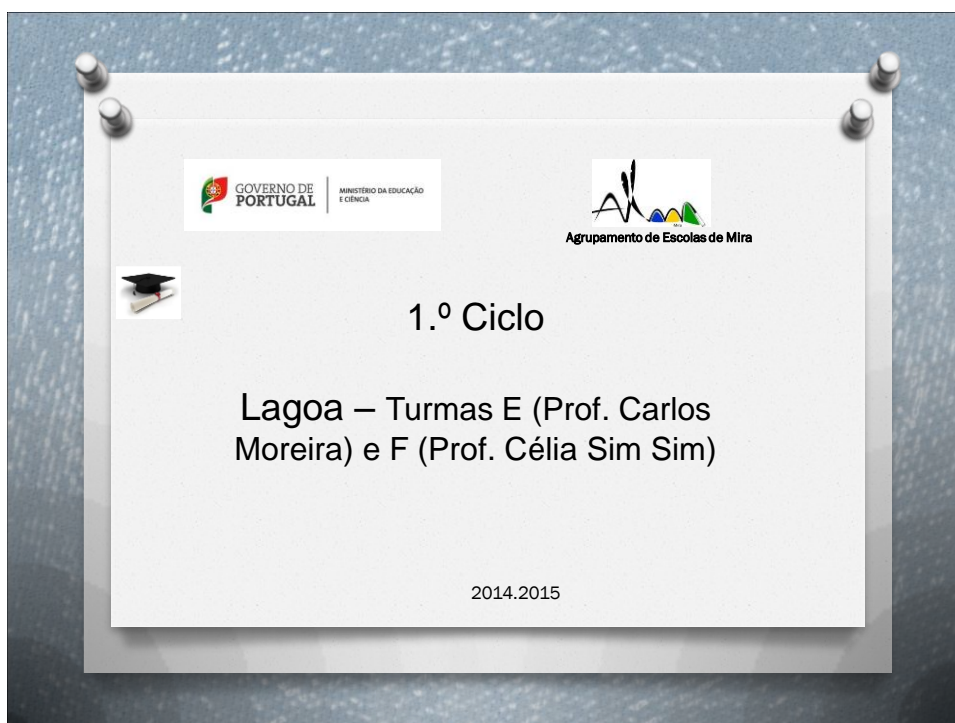 GOVERNO DE
PORTUGAL
MINISTÉRIO DA EDUCAÇÃO
E CIÊNCIA
Mira
Agrupamento de Escolas de Mira
1.º Ciclo
Lagoa – Turmas E (Prof. Carlos
Moreira) e F (Prof. Célia Sim Sim)
2014.2015